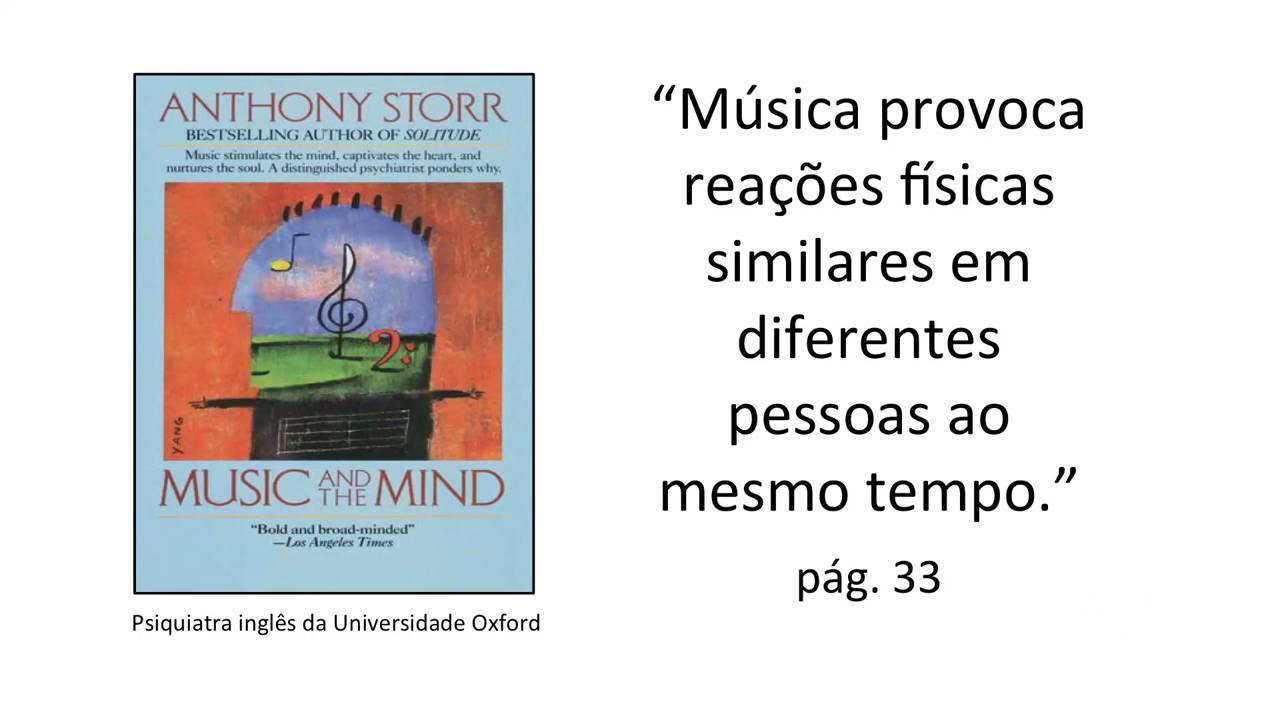 ANTHONY STORR
BESTSELLING AUTHOR OF SOLITUDE
Music stimulates the mind, captivates the heart, and
nurtures the soul. A distinguished psychiatrist ponders why.
YANG
MUSIC AND THE MIND
“Bold and broad-minded”
—Los Angeles Times
Psiquiatra inglês da Universidade Oxford
“Música provoca
reações físicas
similares em
diferentes
pessoas ao
mesmo tempo.”
pág. 33